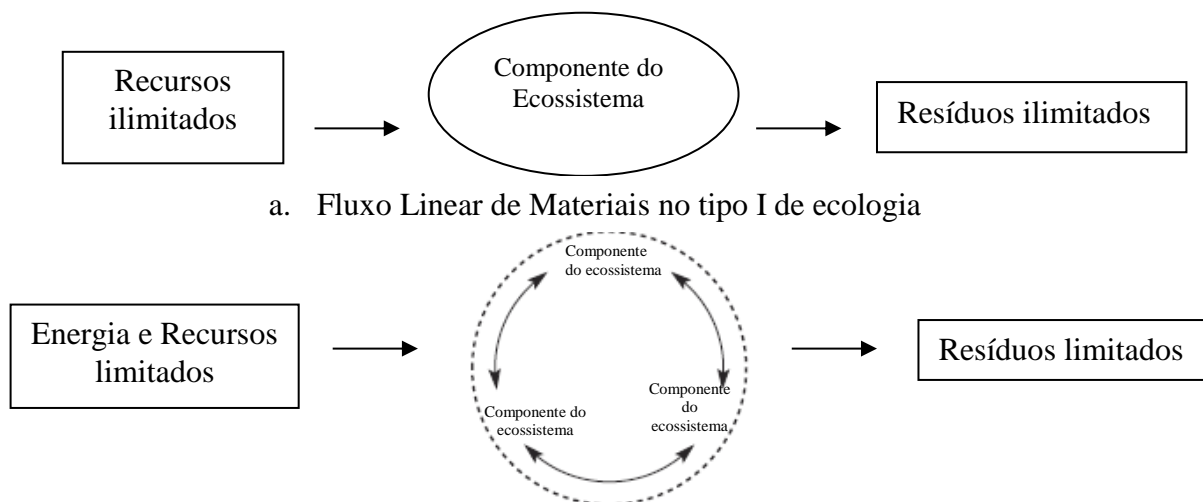 Recursos
ilimitados
Componente do
Ecossistema
Resíduos ilimitados
a. Fluxo Linear de Materiais no tipo I de ecologia
Componente
do ecossistema
Energia e Recursos
limitados
Resíduos limitados
Componente do
ecossistema
Componente
do
ecossistema